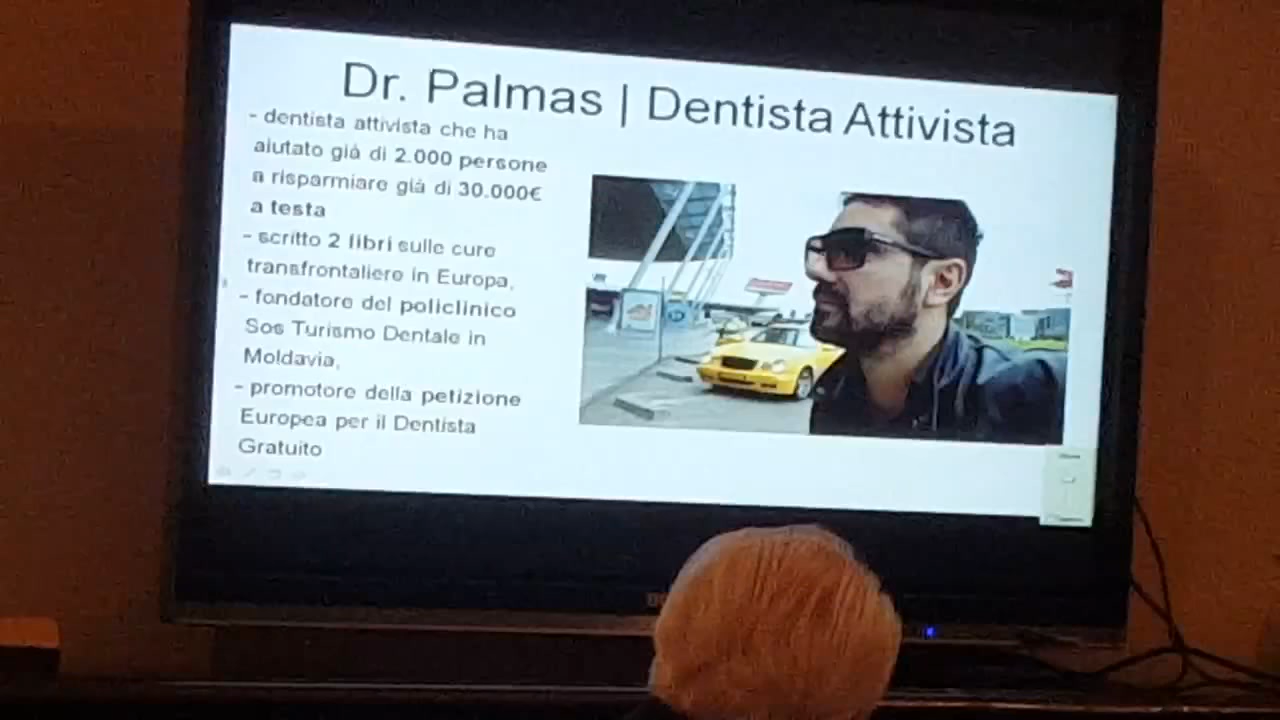 Dr. Palmas | Dentista Attivista
- dentista attivista che ha
aiutato già di 2.000 persone
a risparmiare già di 30.000€
a testa
- scritto 2 libri sulle cure
transfrontaliere in Europa,
- fondatore del policlinico
Sos Turismo Dentale in
Moldavia,
- promotore della petizione
Europea per il Dentista
Gratuito